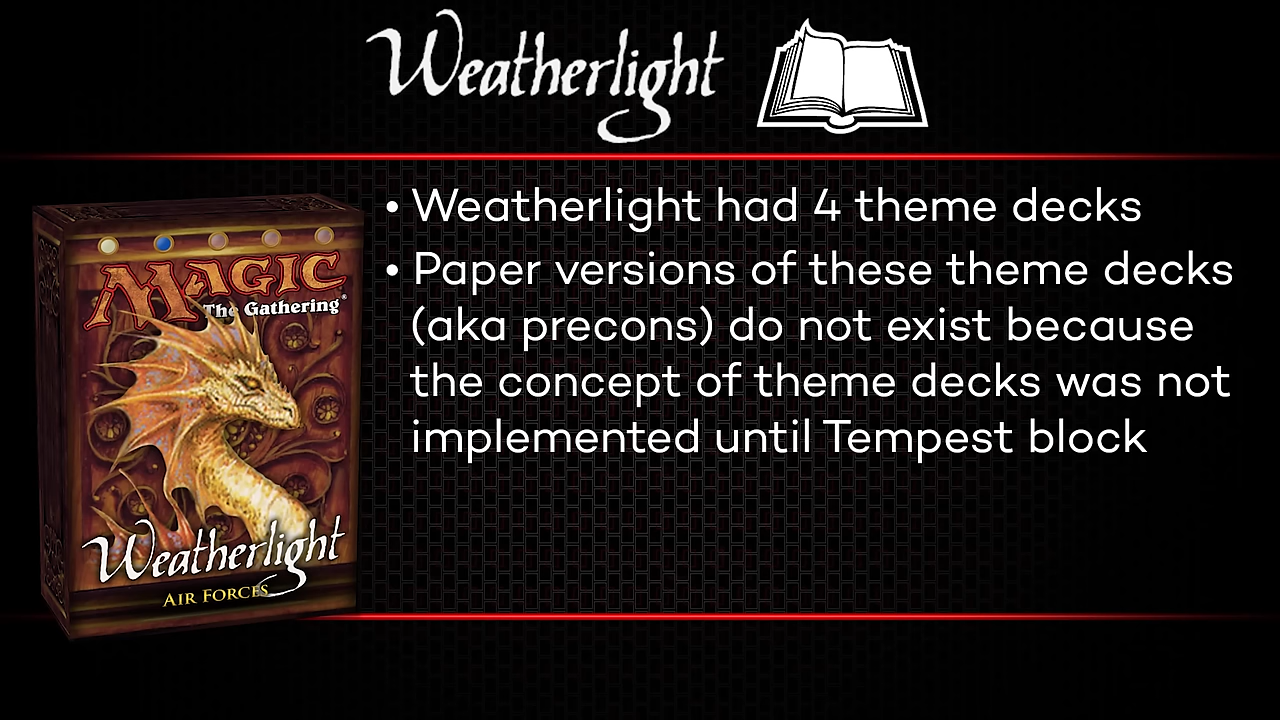 Weatherlight
• Weatherlight had 4 theme decks
• Paper versions of these theme decks
(aka precons) do not exist because
the concept of theme decks was not
implemented until Tempest block
MAGIC
The Gathering®
Weatherlight
AIR FORCES